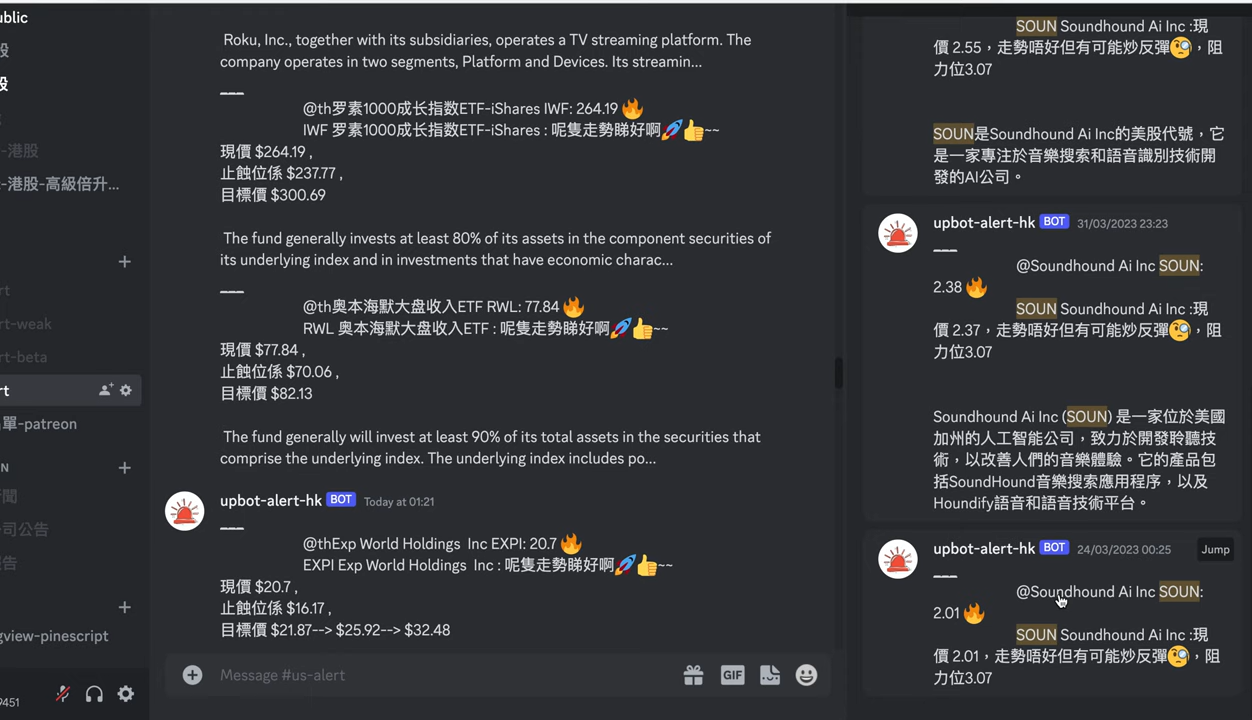 ublic
殳
股
-港股
-港股-高級倍升...
rt
rt-weak
rt-beta
rt
單-patreon
N
聞
司公告
報告
gview-pinescript
9451
Roku, Inc., together with its subsidiaries, operates a TV streaming platform. The
company operates in two segments, Platform and Devices. Its streamin...
@th罗素1000成长指数ETF-iShares IWF: 264.19 🔥
IWF 罗素1000成长指数ETF-iShares : 呢隻走勢睇好啊🚀👍~~
現價 $264.19 ,
止蝕位係 $237.77 ,
目標價 $300.69
The fund generally invests at least 80% of its assets in the component securities of
its underlying index and in investments that have economic charac...
@th奥本海默大盘收入ETF RWL: 77.84 🔥
RWL 奥本海默大盘收入ETF : 呢隻走勢睇好啊🚀👍~~
現價 $77.84 ,
止蝕位係 $70.06 ,
目標價 $82.13
The fund generally will invest at least 90% of its total assets in the securities that
comprise the underlying index. The underlying index includes po...
upbot-alert-hk BOT Today at 01:21
@thExp World Holdings Inc EXPI: 20.7 🔥
EXPI Exp World Holdings Inc : 呢隻走勢睇好啊🚀👍~~
現價 $20.7 ,
止蝕位係 $16.17 ,
目標價 $21.87--> $25.92--> $32.48
Message #us-alert
GIF
SOUN Soundhound Ai Inc :現
價 2.55，走勢唔好但有可能炒反彈🧐，阻
力位3.07
SOUN是Soundhound Ai Inc的美股代號，它
是一家專注於音樂搜索和語音識別技術開
發的AI公司。
upbot-alert-hk BOT 31/03/2023 23:23
@Soundhound Ai Inc SOUN:
2.38 🔥
SOUN Soundhound Ai Inc :現
價 2.37，走勢唔好但有可能炒反彈🧐，阻
力位3.07
Soundhound Ai Inc (SOUN) 是一家位於美國
加州的人工智能公司，致力於開發聆聽技
術，以改善人們的音樂體驗。它的產品包
括SoundHound音樂搜索應用程序，以及
Houndify語音和語音技術平台。
upbot-alert-hk BOT 24/03/2023 00:25 Jump
@Soundhound Ai Inc SOUN:
2.01 🔥
SOUN Soundhound Ai Inc :現
價 2.01，走勢唔好但有可能炒反彈🧐，阻
力位3.07